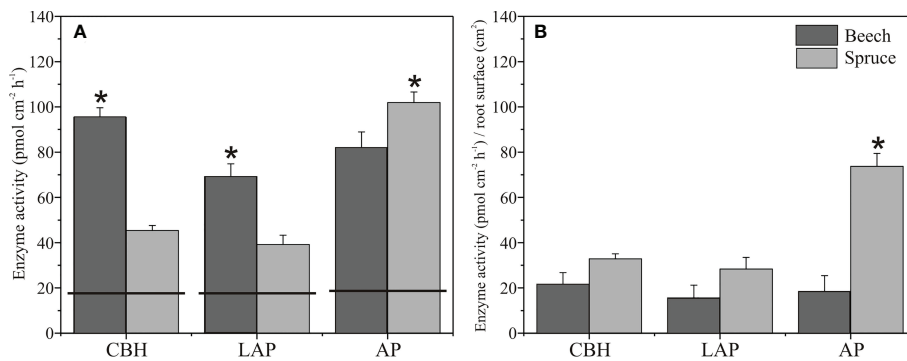 A
Enzyme activity (pmol cm⁻² h⁻¹)
140
120
100
80
60
40
20
0
*
*
*
CBH
LAP
AP
B
Beech
Spruce
Enzyme activity (pmol cm⁻² h⁻¹) / root surface (cm²)
140
120
100
80
60
40
20
0
*
CBH
LAP
AP